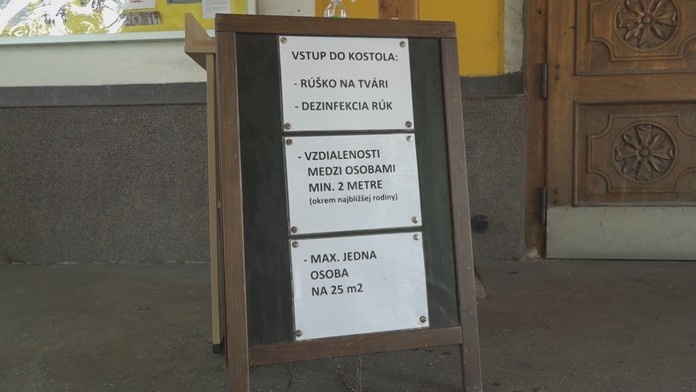 VSTUP DO KOSTOLA:
- RÚŠKO NA TVÁRI
- DEZINFEKCIA RÚK
- VZDIALENOSTI
MEDZI OSOBAMI
MIN. 2 METRE
(okrem najbližšej rodiny)
- MAX. JEDNA
OSOBA
NA 25 m2